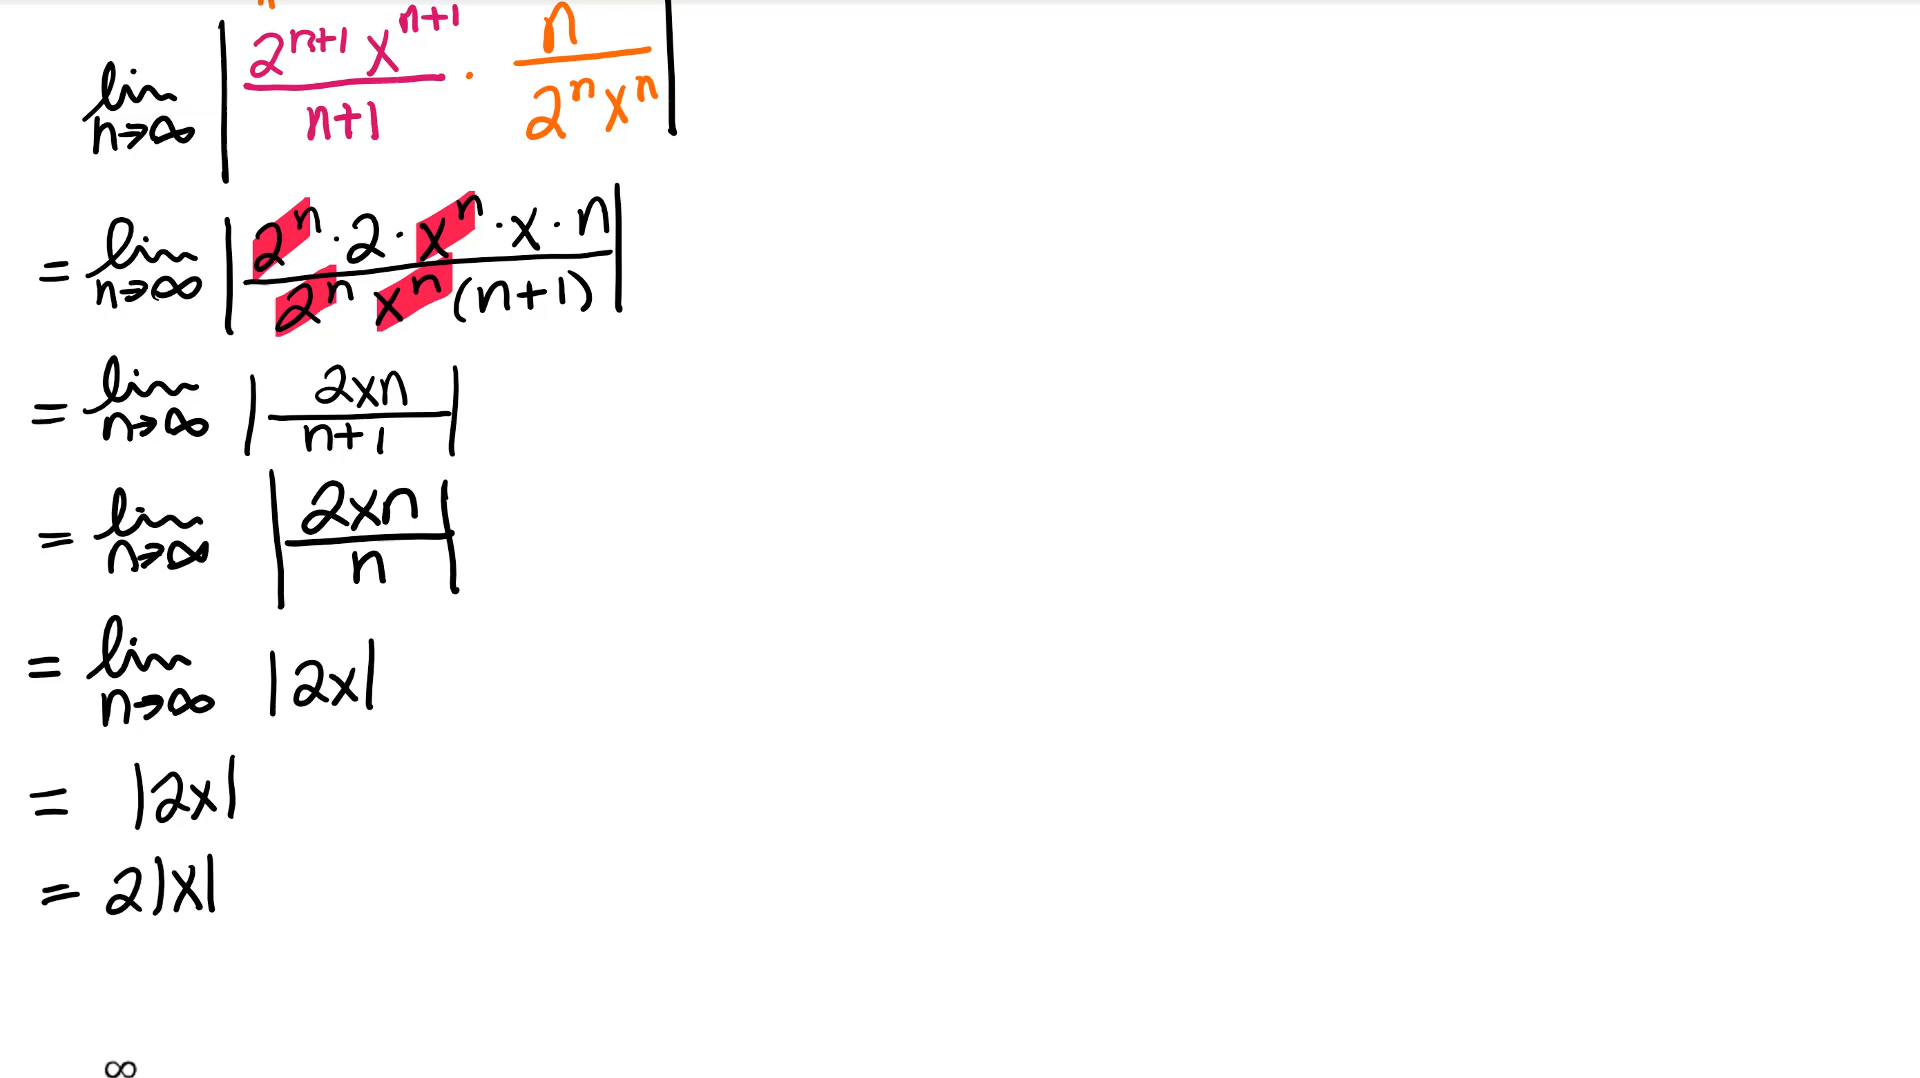 lim n→∞ | 2^{n+1} x^{n+1} / n+1 · n / 2^n x^n |
= lim n→∞ | 2^n · 2 · x^n · x · n / 2^n x^n (n+1) |
= lim n→∞ | 2xn / n+1 |
= lim n→∞ | 2xn / n |
= lim n→∞ |2x|
= |2x|
= 2|x|
∞